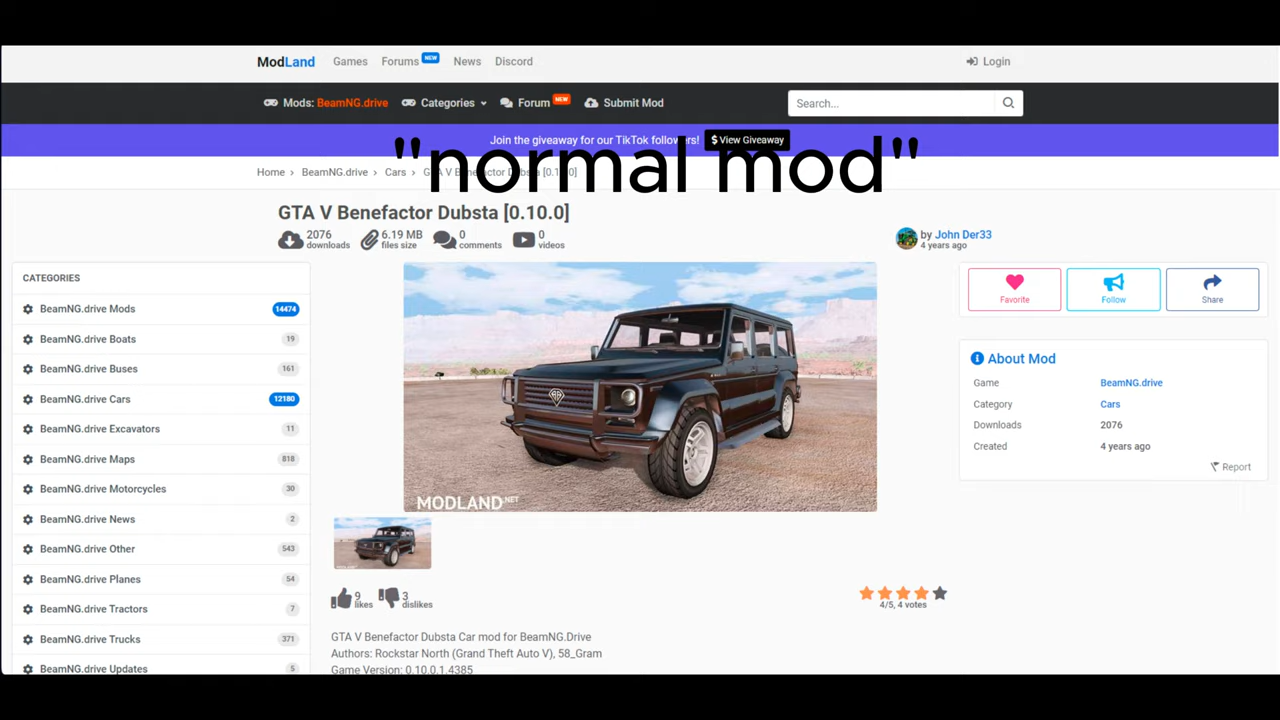 ModLand Games Forums NEW News Discord Login
Mods: BeamNG.drive Categories Forum NEW Submit Mod Search...
Join the giveaway for our TikTok followers! $ View Giveaway
"normal mod"
Home > BeamNG.drive > Cars > GTA V Benefactor Dubsta [0.10.0]
GTA V Benefactor Dubsta [0.10.0]
2076 downloads
6.19 MB files size
0 comments
0 videos
by John Der33
4 years ago
CATEGORIES
BeamNG.drive Mods 14474
BeamNG.drive Boats 19
BeamNG.drive Buses 161
BeamNG.drive Cars 12180
BeamNG.drive Excavators 11
BeamNG.drive Maps 818
BeamNG.drive Motorcycles 30
BeamNG.drive News 2
BeamNG.drive Other 543
BeamNG.drive Planes 54
BeamNG.drive Tractors 7
BeamNG.drive Trucks 371
BeamNG.drive Updates 5
MODLAND.NET
9 likes
3 dislikes
4/5, 4 votes
GTA V Benefactor Dubsta Car mod for BeamNG.Drive
Authors: Rockstar North (Grand Theft Auto V), 58_Gram
Game Version: 0.10.0.1.4385
Favorite
Follow
Share
About Mod
Game BeamNG.drive
Category Cars
Downloads 2076
Created 4 years ago
Report